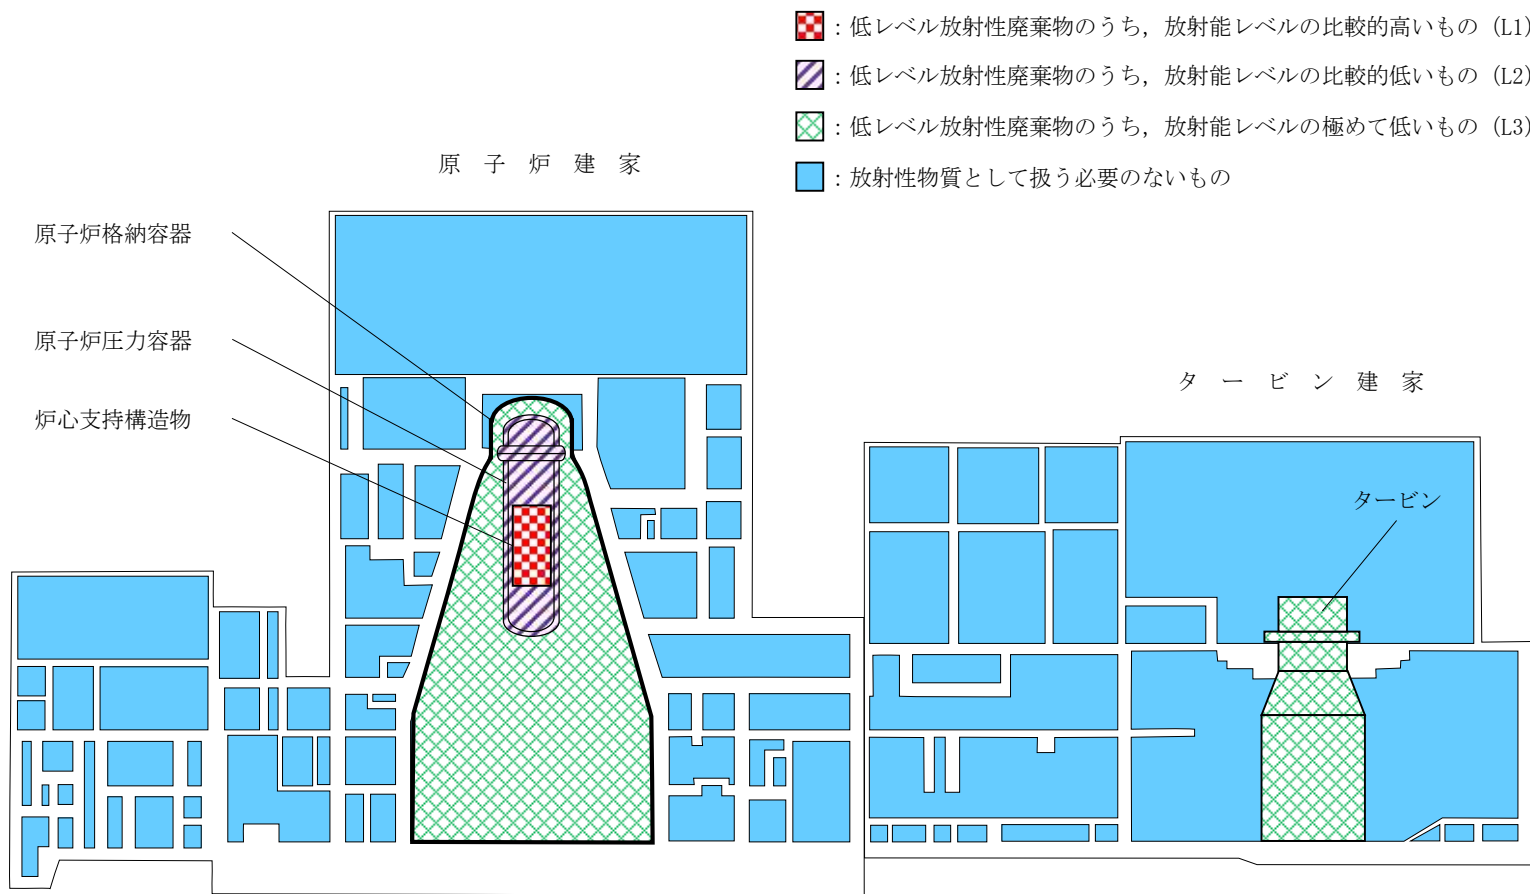 ：低レベル放射性廃棄物のうち，放射能レベルの比較的高いもの（L1）
：低レベル放射性廃棄物のうち，放射能レベルの比較的低いもの（L2）
：低レベル放射性廃棄物のうち，放射能レベルの極めて低いもの（L3）
：放射性物質として扱う必要のないもの
原子炉建家
原子炉格納容器
原子炉圧力容器
炉心支持構造物
タービン建家
タービン